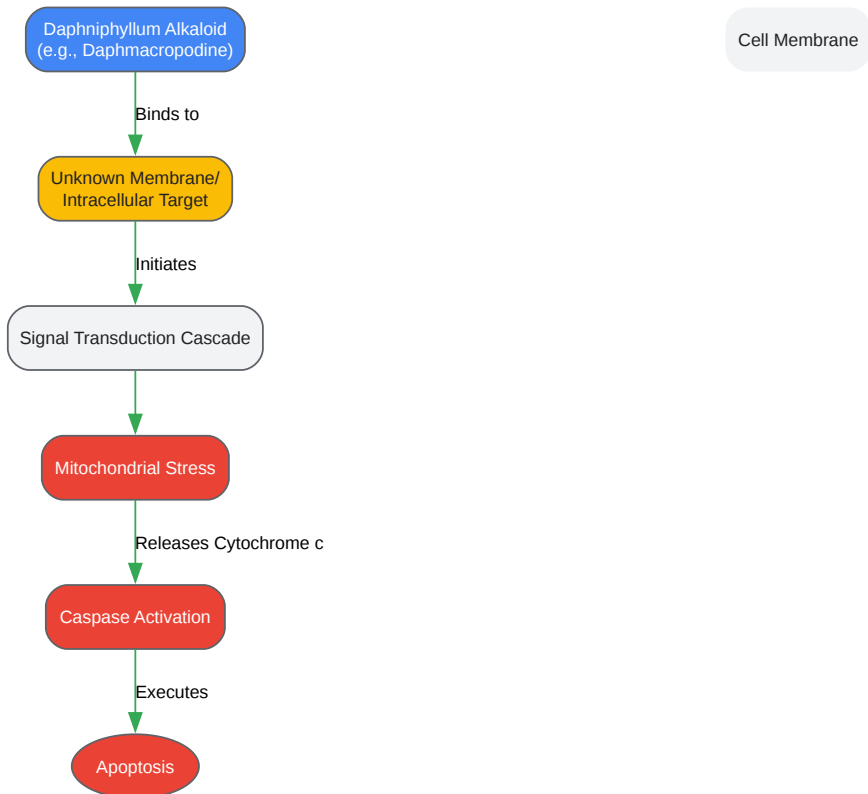 Daphniphyllum Alkaloid
(e.g., Daphmacropodine)
Cell Membrane
Binds to
Unknown Membrane/
Intracellular Target
Initiates
Signal Transduction Cascade
Mitochondrial Stress
Releases Cytochrome c
Caspase Activation
Executes
Apoptosis